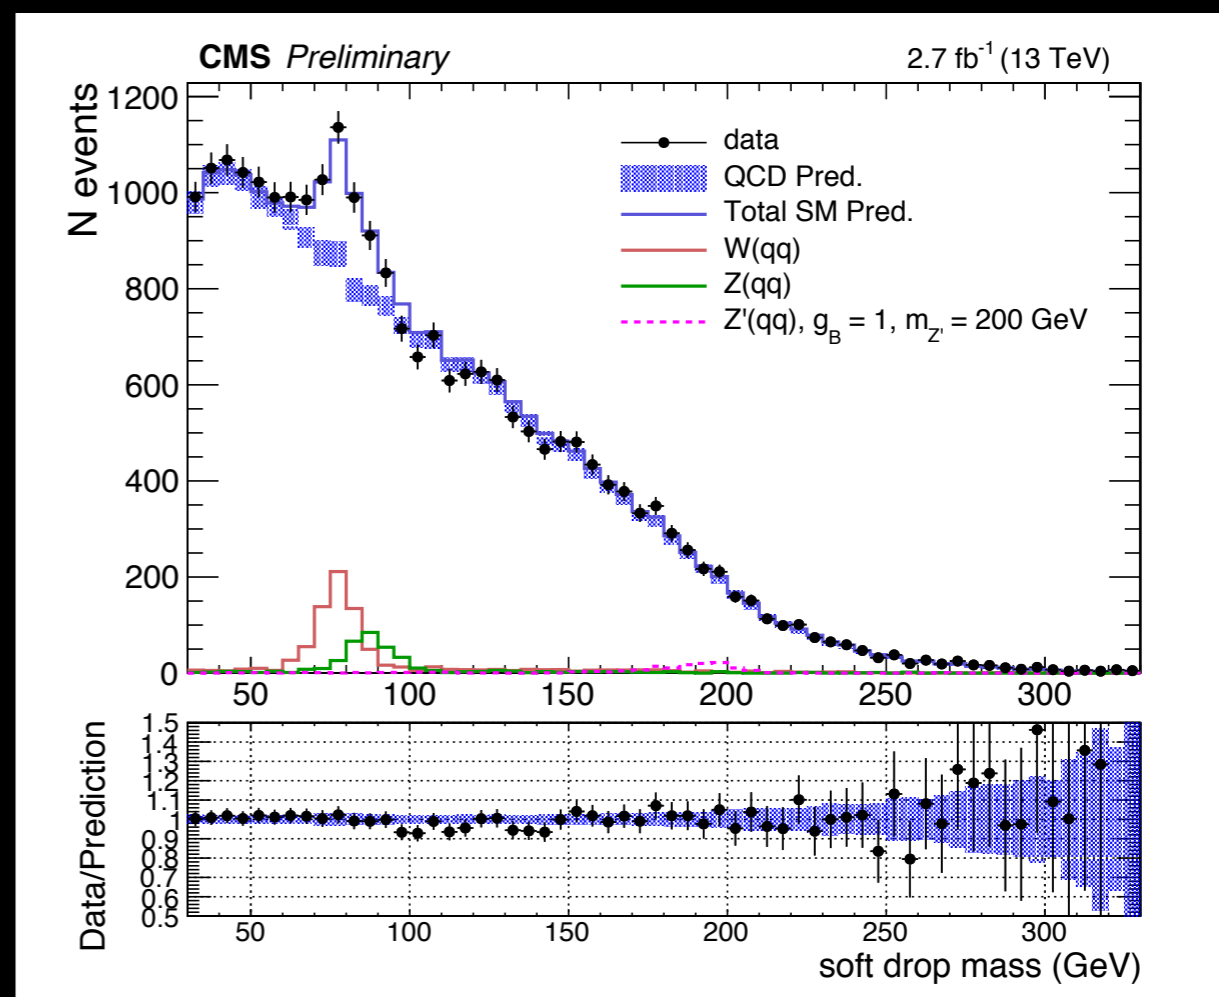 CMS Preliminary
2.7 fb-1 (13 TeV)
N events
1200
1000
800
600
400
200
0
data
QCD Pred.
Total SM Pred.
W(qq)
Z(qq)
Z'(qq), gB = 1, mZ' = 200 GeV
50 100 150 200 250 300
Data/Prediction
1.5
1.4
1.3
1.2
1.1
1
0.9
0.8
0.7
0.6
0.5
50 100 150 200 250 300
soft drop mass (GeV)